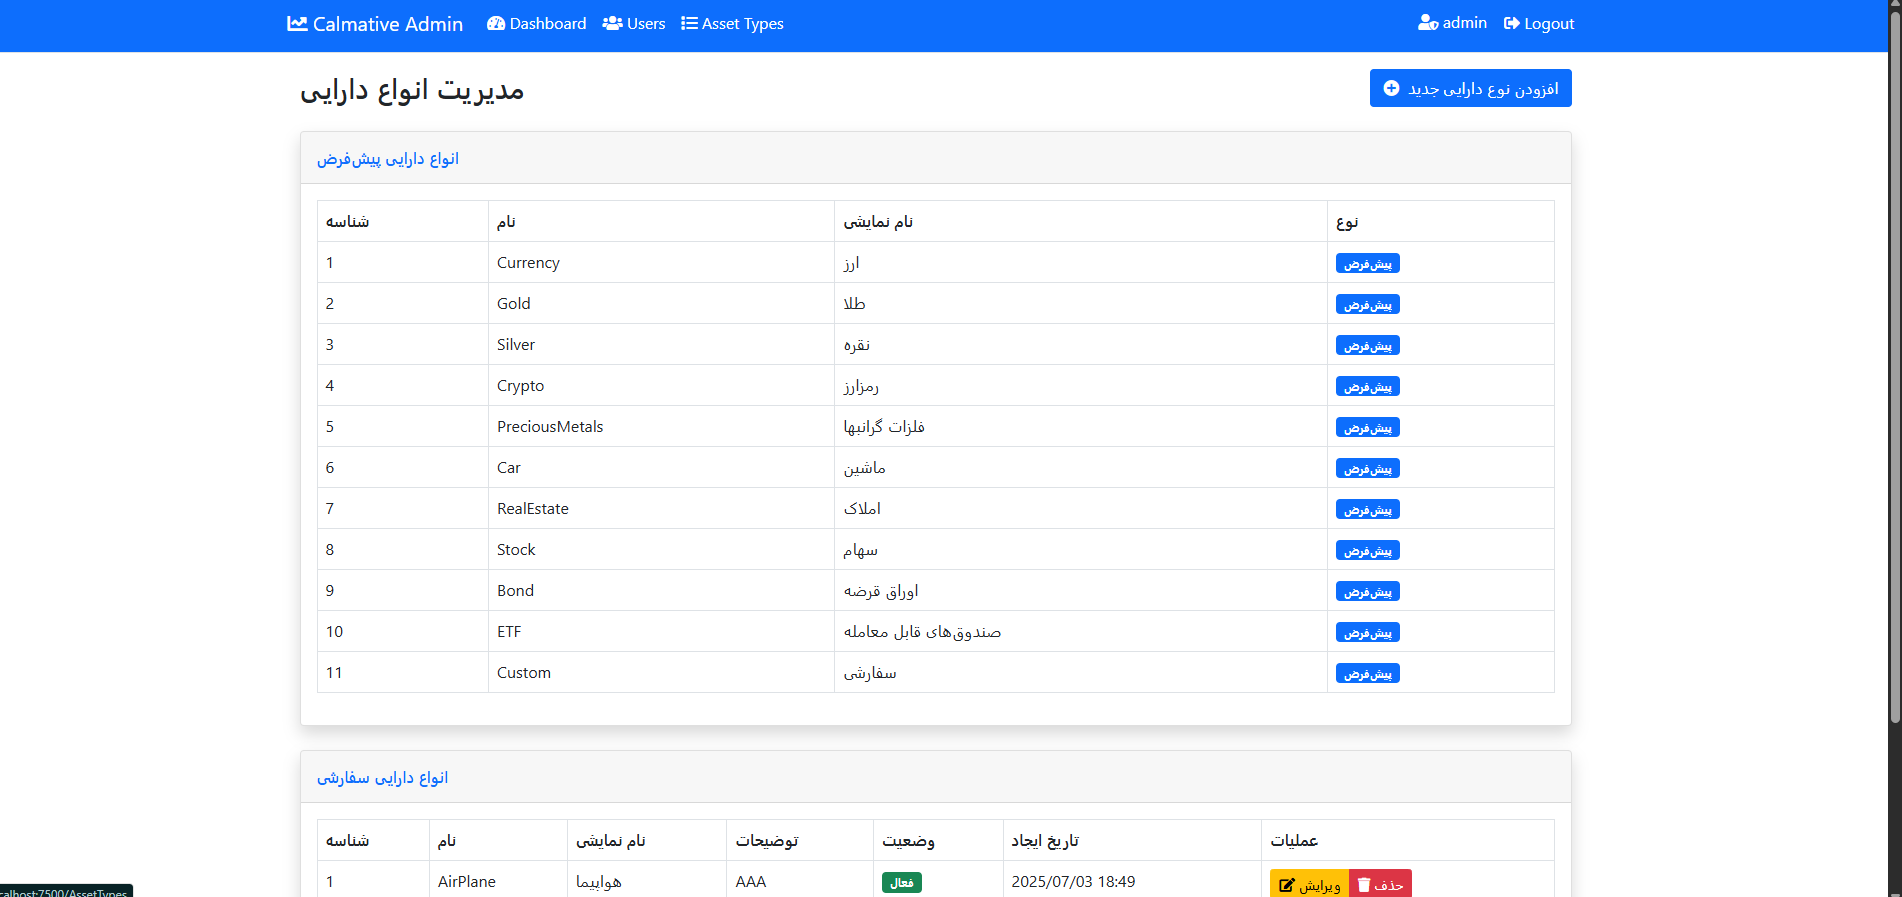 Calmative Admin Dashboard Users Asset Types admin Logout
مدیریت انواع دارایی
افزودن نوع دارایی جدید
انواع دارایی پیش‌فرض
شناسه نام نام نمایشی نوع
1 Currency ارز پیش‌فرض
2 Gold طلا پیش‌فرض
3 Silver نقره پیش‌فرض
4 Crypto رمزارز پیش‌فرض
5 PreciousMetals فلزات گرانبها پیش‌فرض
6 Car ماشین پیش‌فرض
7 RealEstate املاک پیش‌فرض
8 Stock سهام پیش‌فرض
9 Bond اوراق قرضه پیش‌فرض
10 ETF صندوق‌های قابل معامله پیش‌فرض
11 Custom سفارشی پیش‌فرض
انواع دارایی سفارشی
شناسه نام نام نمایشی توضیحات وضعیت تاریخ ایجاد عملیات
1 AirPlane هواپیما AAA فعال 2025/07/03 18:49 ویرایش حذف
calhost:7500/AssetTypes